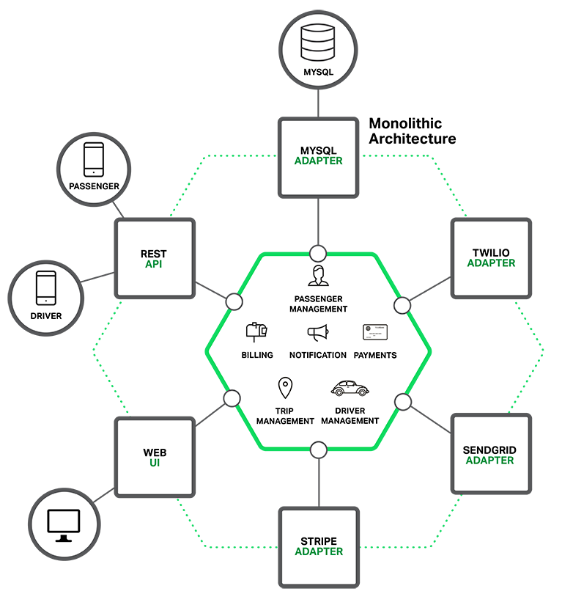 MYSQL
Monolithic
Architecture
MYSQL
ADAPTER
PASSENGER
REST
API
TWILIO
ADAPTER
DRIVER
PASSENGER
MANAGEMENT
BILLING
NOTIFICATION
PAYMENTS
TRIP
MANAGEMENT
DRIVER
MANAGEMENT
WEB
UI
SENDGRID
ADAPTER
STRIPE
ADAPTER